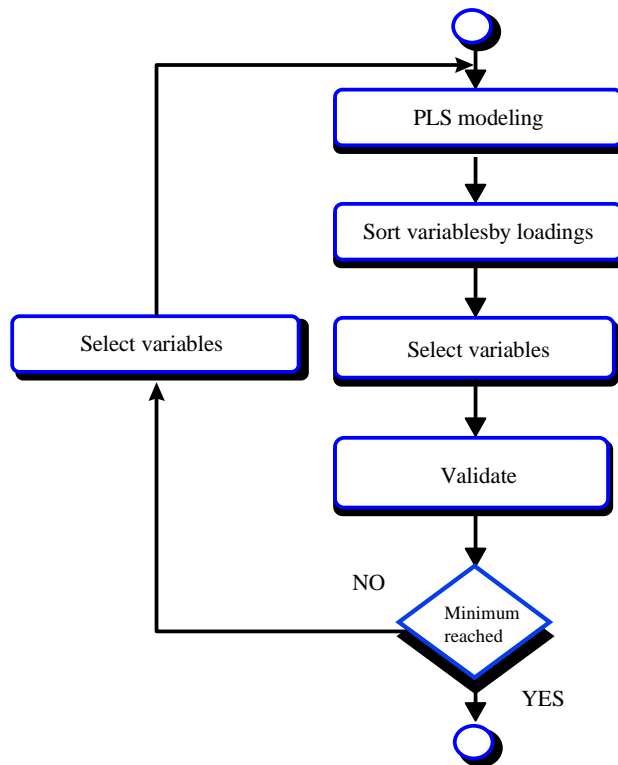 PLS modeling
Sort variablesby loadings
Select variables
Select variables
Validate
NO
Minimum
reached
YES